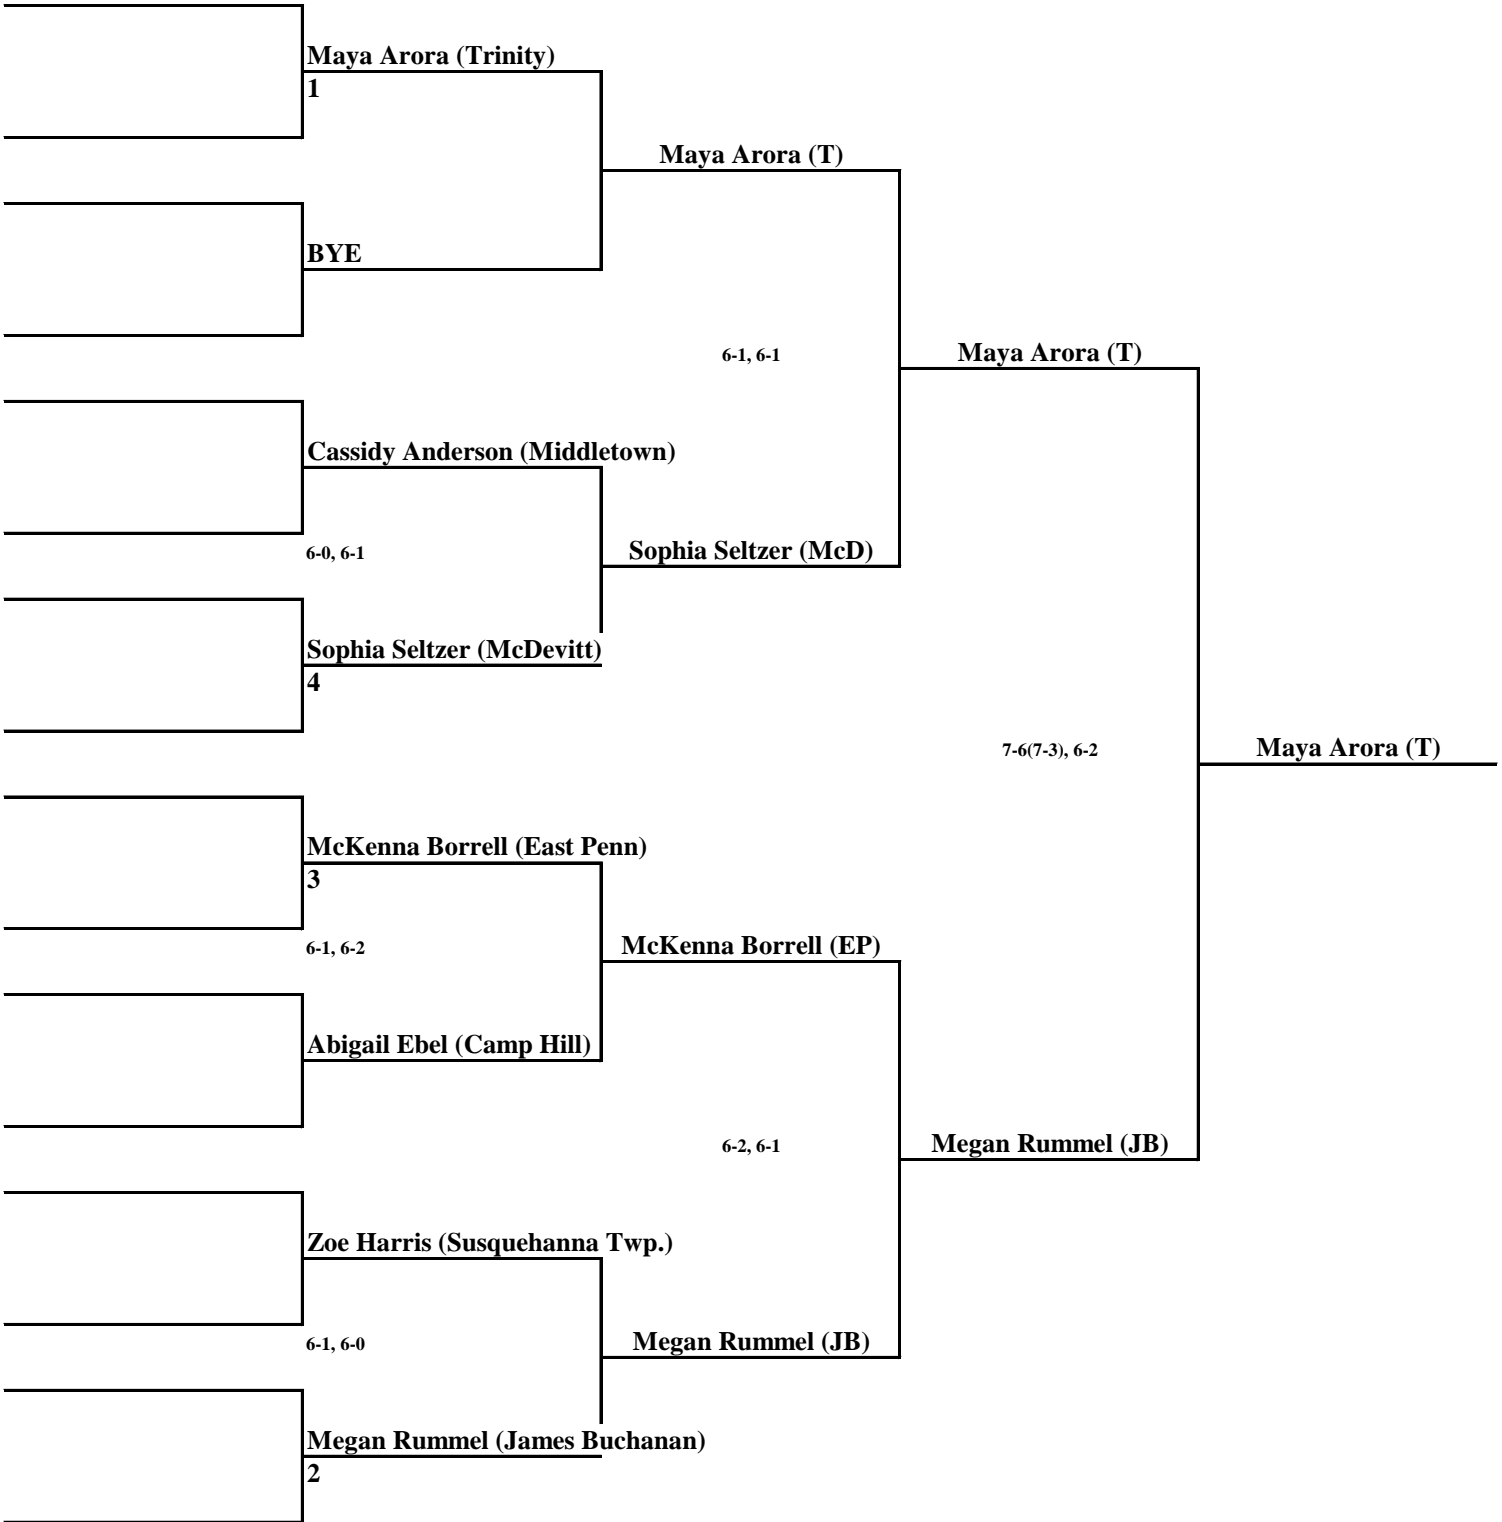 Maya Arora (Trinity)
1
Maya Arora (T)
BYE
6-1, 6-1
Maya Arora (T)
Cassidy Anderson (Middletown)
6-0, 6-1
Sophia Seltzer (McD)
Sophia Seltzer (McDevitt)
4
7-6(7-3), 6-2
Maya Arora (T)
McKenna Borrell (East Penn)
3
6-1, 6-2
McKenna Borrell (EP)
Abigail Ebel (Camp Hill)
6-2, 6-1
Megan Rummel (JB)
Zoe Harris (Susquehanna Twp.)
6-1, 6-0
Megan Rummel (JB)
Megan Rummel (James Buchanan)
2